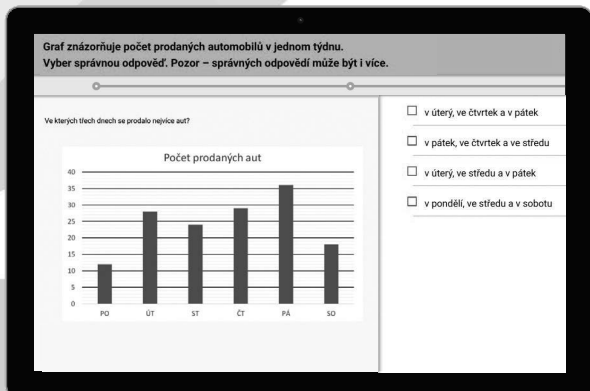 Graf znázorňuje počet prodaných automobilů v jednom týdnu.
Vyber správnou odpověď. Pozor – správných odpovědí může být i více.
Ve kterých třech dnech se prodalo nejvíce aut?
Počet prodaných aut
40
35
30
25
20
15
10
5
0
PO ÚT ST ČT PÁ SO
v úterý, ve čtvrtek a v pátek
v pátek, ve čtvrtek a ve středu
v úterý, ve středu a v pátek
v pondělí, ve středu a v sobotu